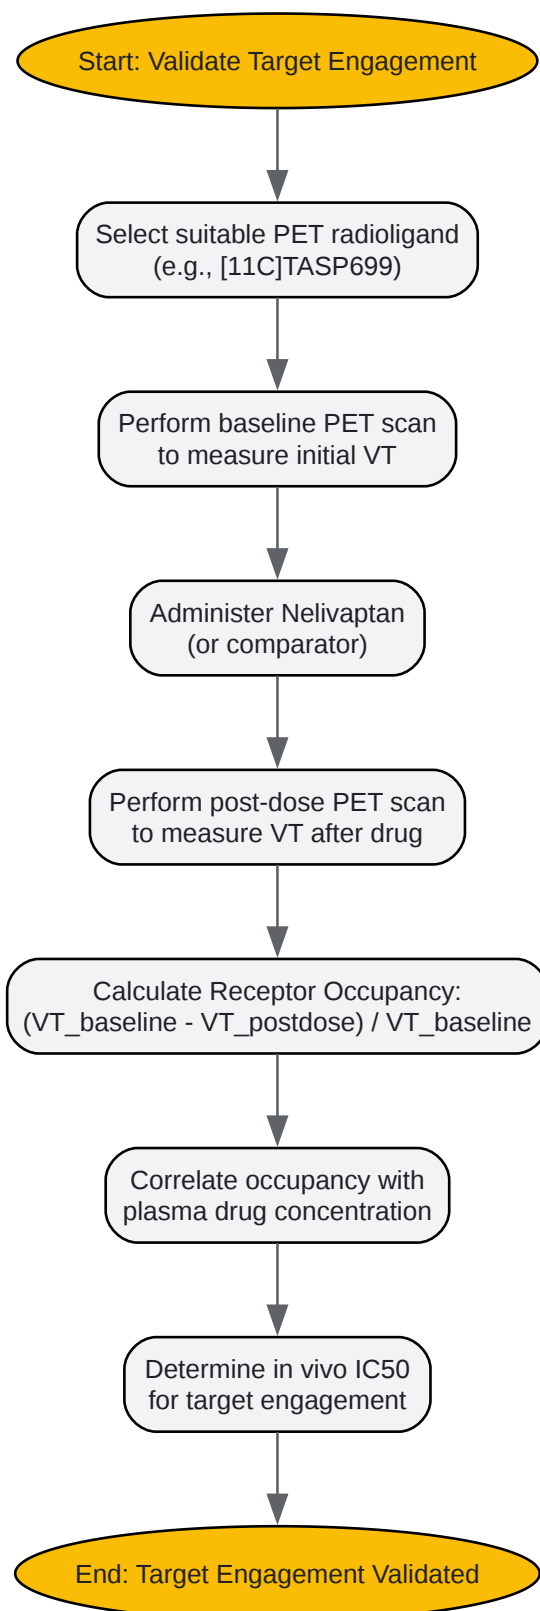 Start: Validate Target Engagement
Select suitable PET radioligand
(e.g., [11C]TASP699)
Perform baseline PET scan
to measure initial VT
Administer Nelivaptan
(or comparator)
Perform post-dose PET scan
to measure VT after drug
Calculate Receptor Occupancy:
(VT_baseline - VT_postdose) / VT_baseline
Correlate occupancy with
plasma drug concentration
Determine in vivo IC50
for target engagement
End: Target Engagement Validated